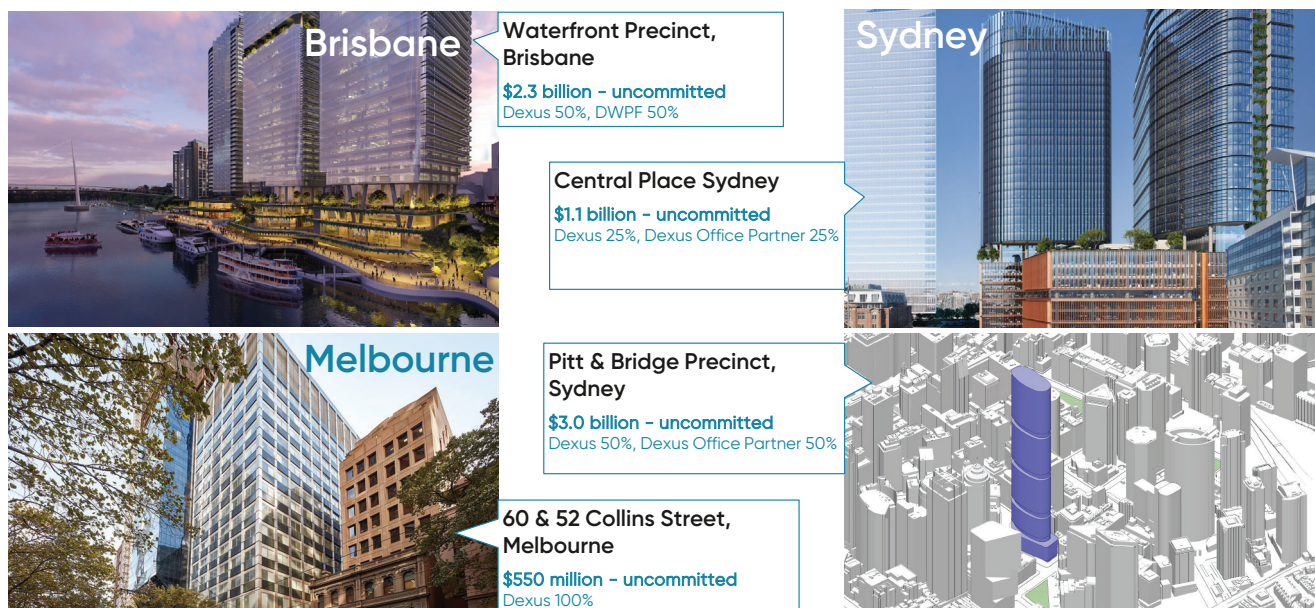 Brisbane
Waterfront Precinct,
Brisbane
$2.3 billion - uncommitted
Dexus 50%, DWPF 50%
Sydney
Central Place Sydney
$1.1 billion - uncommitted
Dexus 25%, Dexus Office Partner 25%
Melbourne
Pitt & Bridge Precinct,
Sydney
$3.0 billion - uncommitted
Dexus 50%, Dexus Office Partner 50%
60 & 52 Collins Street,
Melbourne
$550 million - uncommitted
Dexus 100%